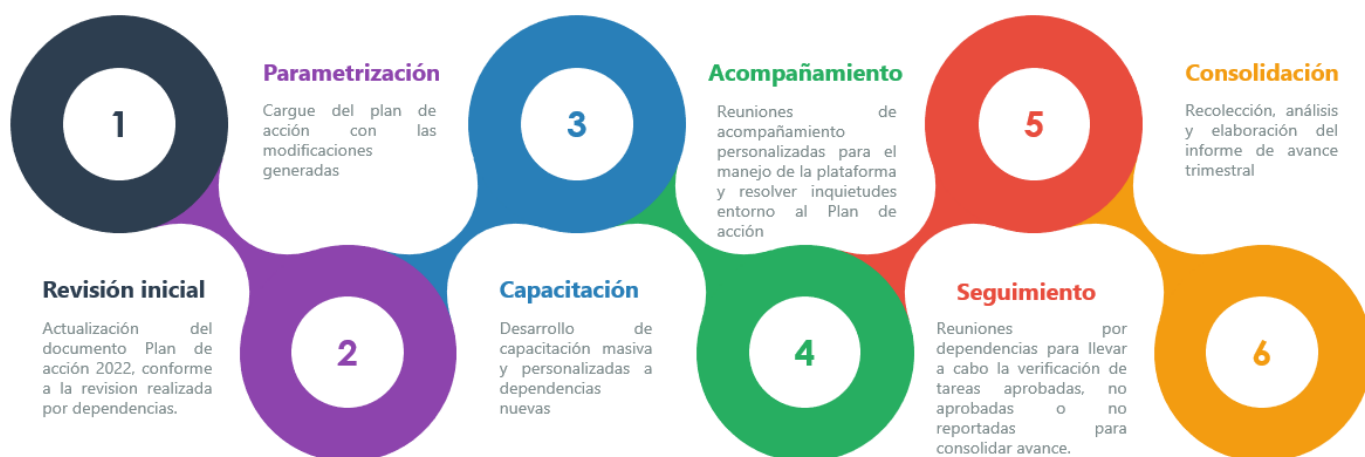 1
Revisión inicial
Actualización del
documento Plan de
acción 2022, conforme
a la revision realizada
por dependencias.
2
Parametrización
Cargue del plan de
acción con las
modificaciones
generadas
3
Capacitación
Desarrollo de
capacitación masiva
y personalizadas a
dependencias
nuevas
4
Acompañamiento
Reuniones de
acompañamiento
personalizadas para el
manejo de la plataforma
y resolver inquietudes
entorno al Plan de
acción
5
Seguimiento
Reuniones por
dependencias para llevar
a cabo la verificación de
tareas aprobadas, no
aprobadas o no
reportadas para
consolidar avance.
6
Consolidación
Recolección, análisis
y elaboración del
informe de avance
trimestral